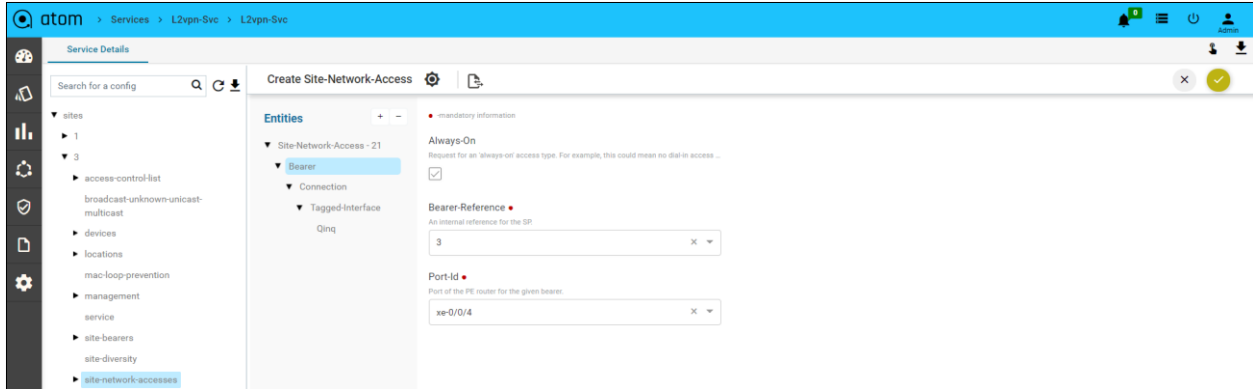 atom > Services > L2vpn-Svc > L2vpn-Svc
0
Admin
Service Details
Search for a config
sites
1
3
access-control-list
broadcast-unknown-unicast-
multicast
devices
locations
mac-loop-prevention
management
service
site-bearers
site-diversity
site-network-accesses
Create Site-Network-Access
Entities
+ −
Site-Network-Access - 21
Bearer
Connection
Tagged-Interface
Qinq
-mandatory information
Always-On
Request for an 'always-on' access type. For example, this could mean no dial-in access ...
Bearer-Reference
An internal reference for the SP.
3
Port-Id
Port of the PE router for the given bearer.
xe-0/0/4